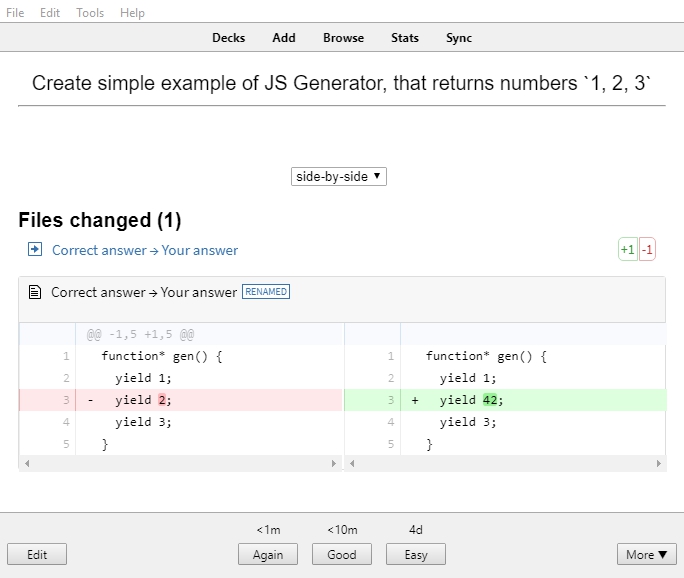 File Edit Tools Help
Decks Add Browse Stats Sync
Create simple example of JS Generator, that returns numbers `1, 2, 3`
side-by-side ▼
Files changed (1)
Correct answer → Your answer +1 -1
Correct answer → Your answer RENAMED
@@ -1,5 +1,5 @@
1 function* gen() { 1 function* gen() {
2 yield 1; 2 yield 1;
3 - yield 2; 3 + yield 42;
4 yield 3; 4 yield 3;
5 } 5 }
<1m <10m 4d
Edit Again Good Easy More ▼